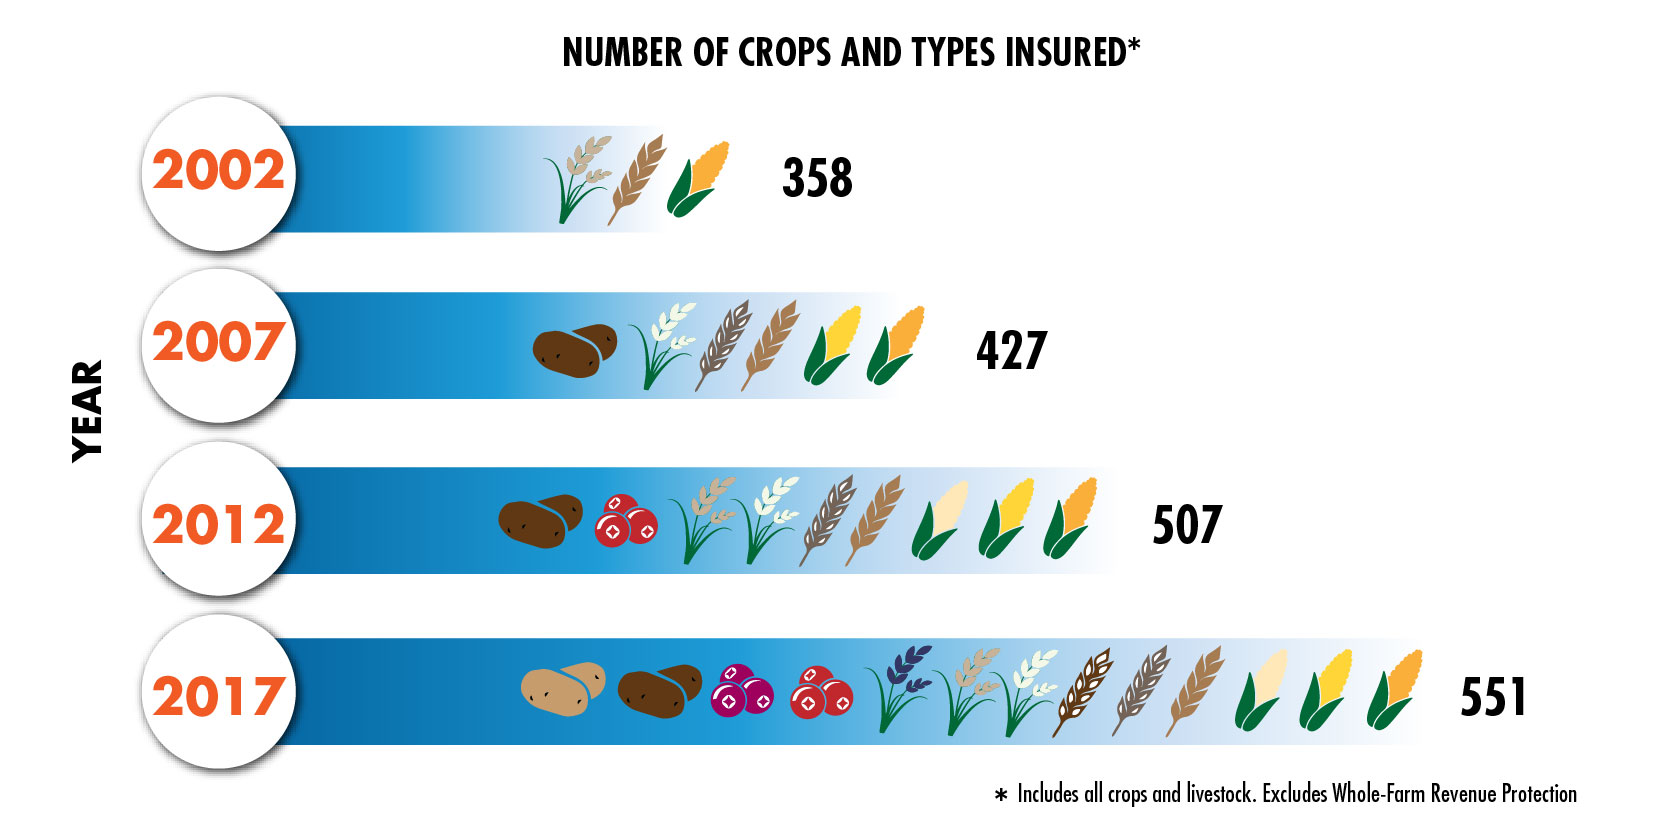 NUMBER OF CROPS AND TYPES INSURED*
YEAR
2002 358
2007 427
2012 507
2017 551
* Includes all crops and livestock. Excludes Whole-Farm Revenue Protection